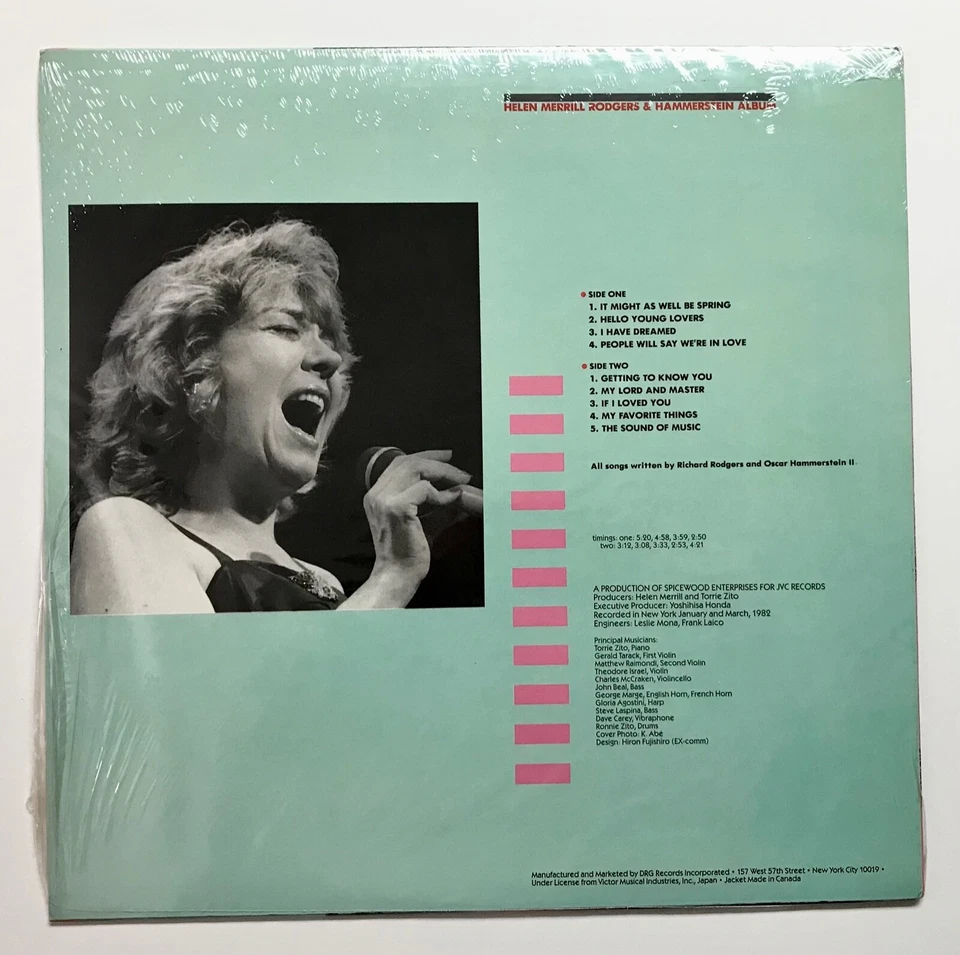 HELEN MERRILL RODGERS & HAMMERSTEIN ALBUM
SIDE ONE
1. IT MIGHT AS WELL BE SPRING
2. HELLO YOUNG LOVERS
3. I HAVE DREAMED
4. PEOPLE WILL SAY WE'RE IN LOVE
SIDE TWO
1. GETTING TO KNOW YOU
2. MY LORD AND MASTER
3. IF I LOVED YOU
4. MY FAVORITE THINGS
5. THE SOUND OF MUSIC
All songs written by Richard Rodgers and Oscar Hammerstein II.
timings: one: 5:20, 4:58, 3:59, 2:50
two: 3:12, 3:08, 3:33, 2:53, 4:21
A PRODUCTION OF SPICEWOOD ENTERPRISES FOR JVC RECORDS
Producers: Helen Merrill and Torrie Zito
Executive Producer: Yoshihisa Honda
Recorded in New York January and March, 1982
Engineers: Leslie Mona, Frank Laico
Principal Musicians:
Torrie Zito, Piano
Gerald Tarack, First Violin
Matthew Raimondi, Second Violin
Theodore Israel, Violin
Charles McCraken, Violincello
John Beal, Bass
George Marge, English Horn, French Horn
Gloria Agostini, Harp
Steve Laspina, Bass
Dave Carey, Vibraphone
Ronnie Zito, Drums
Cover Photo: K. Abé
Design: Hiron Fujishiro (EX-comm)
Manufactured and Marketed by DRG Records Incorporated • 157 West 57th Street • New York City 10019 •
Under License from Victor Musical Industries, Inc., Japan • Jacket Made in Canada